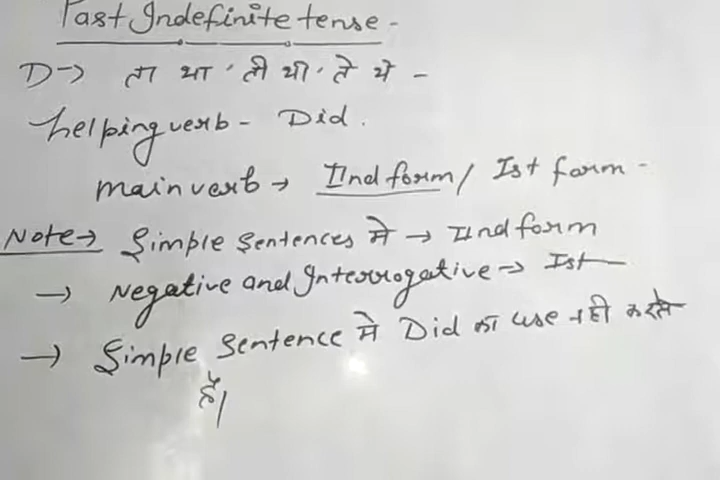 Past Indefinite tense -
D → ता था, ती थी, ते थे -
helping verb - Did.
main verb → IInd form / Ist form -
Note → Simple Sentences मे → IInd form
→ Negative and Interrogative → Ist
→ Simple Sentence मे Did का use नही करते
है।